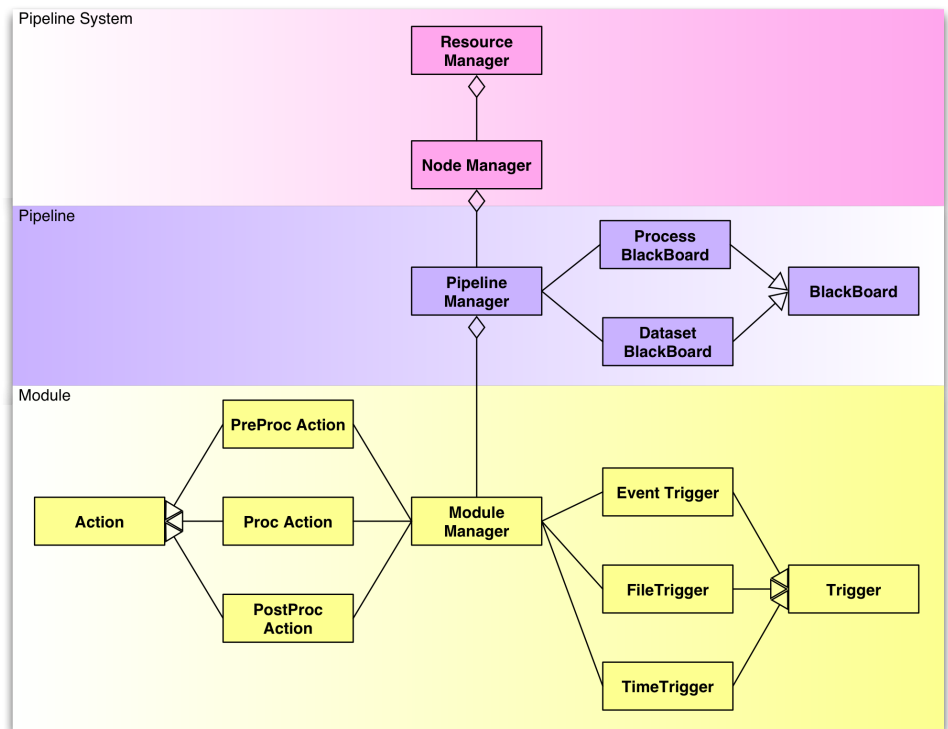 Pipeline System
Resource
Manager
Node Manager
Pipeline
Process
BlackBoard
Pipeline
Manager
BlackBoard
Dataset
BlackBoard
Module
PreProc Action
Event Trigger
Action
Proc Action
Module
Manager
FileTrigger
Trigger
PostProc
Action
TimeTrigger